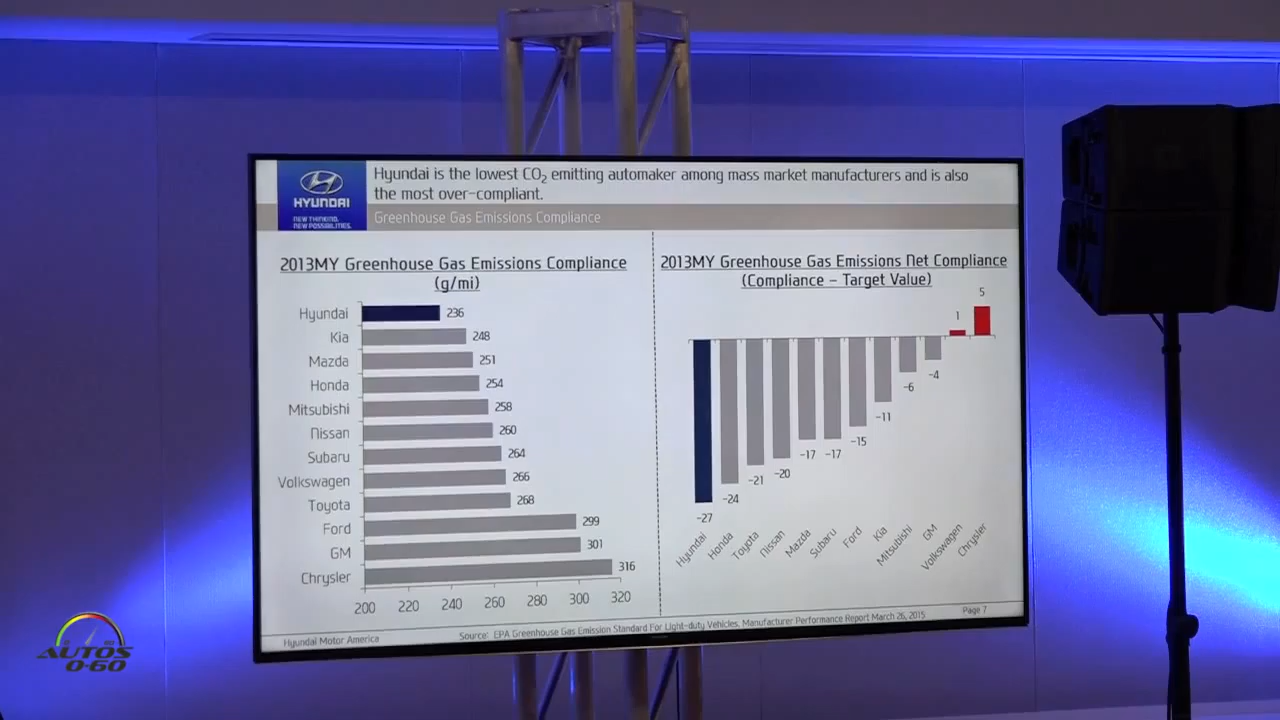 Hyundai is the lowest CO₂ emitting automaker among mass market manufacturers and is also
the most over-compliant.
HYUNDAI
NEW THINKING.
NEW POSSIBILITIES.
Greenhouse Gas Emissions Compliance
2013MY Greenhouse Gas Emissions Compliance
(g/mi)
Hyundai 236
Kia 248
Mazda 251
Honda 254
Mitsubishi 258
Nissan 260
Subaru 264
Volkswagen 266
Toyota 268
Ford 299
GM 301
Chrysler 316
200 220 240 260 280 300 320
2013MY Greenhouse Gas Emissions Net Compliance
(Compliance – Target Value)
-27 -24 -21 -20 -17 -17 -15 -11 -6 -4 1 5
Hyundai Honda Toyota Nissan Mazda Subaru Ford Kia Mitsubishi GM Volkswagen Chrysler
Hyundai Motor America
Source: EPA Greenhouse Gas Emission Standard For Light-duty Vehicles, Manufacturer Performance Report March 26, 2015
Page 7
AUTOS
0-60